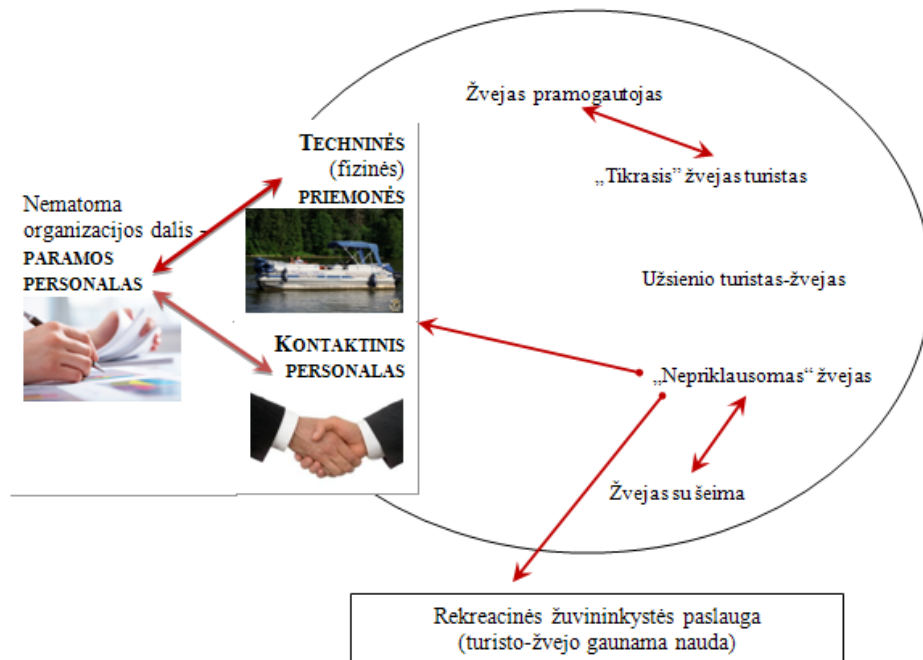 Nematoma
organizacijos dalis –
PARAMOS
PERSONALAS
TECHNINĖS
(fizinės)
PRIEMONĖS
KONTAKTINIS
PERSONALAS
Žvejas pramogautojas
„Tikrasis” žvejas turistas
Užsienio turistas-žvejas
„Nepriklausomas“ žvejas
Žvejas su šeima
Rekreacinės žuvininkystės paslauga
(turisto-žvejo gaunama nauda)